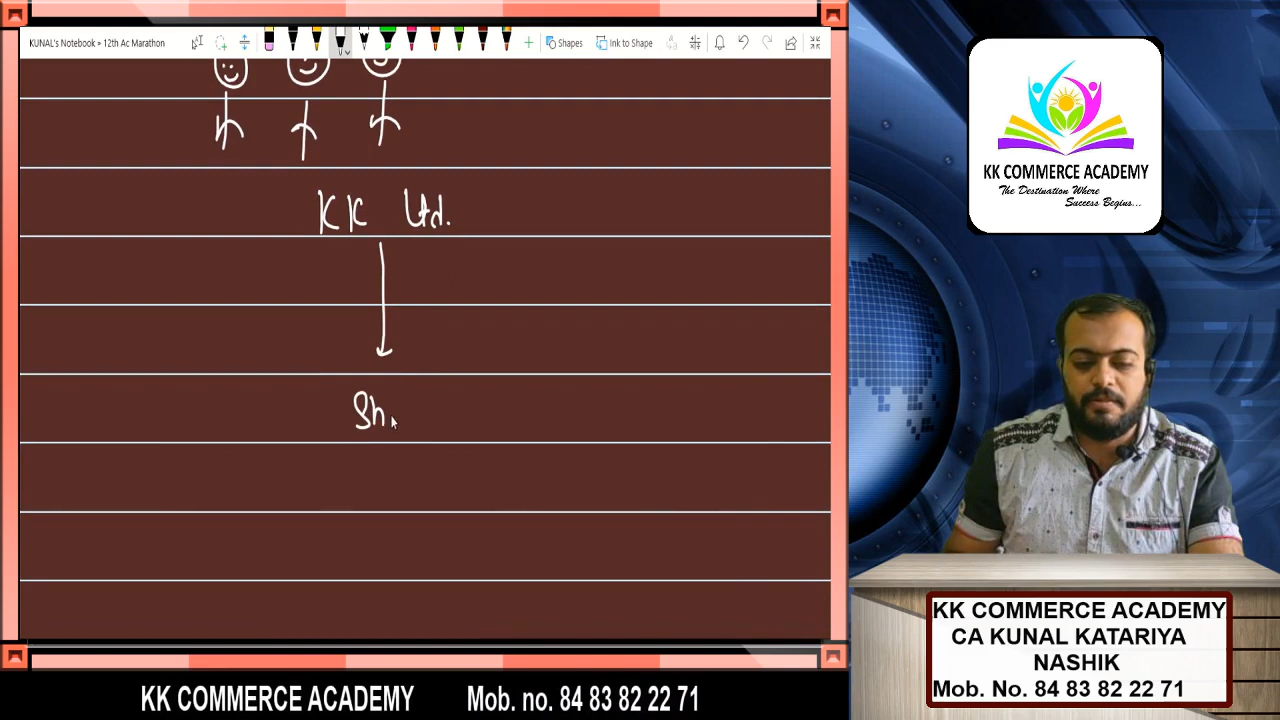 KUNAL's Notebook » 12th Ac Marathon
Shapes
Ink to Shape
KK Ltd.
Sh
KK COMMERCE ACADEMY
The Destination Where
Success Begins...
KK COMMERCE ACADEMY
CA KUNAL KATARIYA
NASHIK
Mob. No. 84 83 82 22 71
KK COMMERCE ACADEMY Mob. no. 84 83 82 22 71